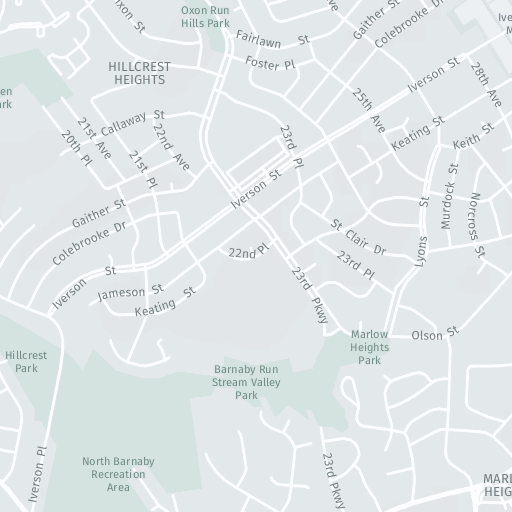 Oxon Run
Hills Park
ixon St
Fairlawn St
Gaither St
Colebrooke Dr
Foster Pl
HILLCREST
HEIGHTS
Iverson St
28th Ave
25th Ave
Callaway St
21st Ave
20th Pl
22nd Ave
21st Pl
23rd Pl
Keating St
Keith St
Iverson St
Murdock St
Norcross St
Lyons St
Gaither St
Colebrooke Dr
St Clair Dr
22nd Pl
23rd Pl
23rd Pkwy
Iverson St
Jameson St
Keating St
Olson St
Marlow
Heights
Park
Hillcrest
Park
Barnaby Run
Stream Valley
Park
North Barnaby
Recreation
Area
Iverson Pl
23rd Pkwy
MARL
HEIG